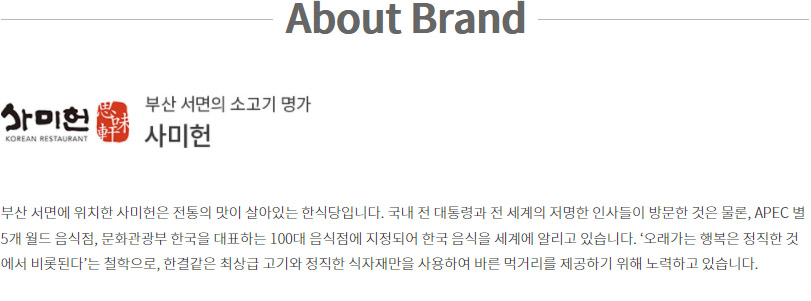 About Brand
사미헌
KOREAN RESTAURANT
思味軒
부산 서면의 소고기 명가
사미헌
부산 서면에 위치한 사미헌은 전통의 맛이 살아있는 한식당입니다. 국내 전 대통령과 전 세계의 저명한 인사들이 방문한 것은 물론, APEC 별
5개 월드 음식점, 문화관광부 한국을 대표하는 100대 음식점에 지정되어 한국 음식을 세계에 알리고 있습니다. ‘오래가는 행복은 정직한 것
에서 비롯된다’는 철학으로, 한결같은 최상급 고기와 정직한 식자재만을 사용하여 바른 먹거리를 제공하기 위해 노력하고 있습니다.